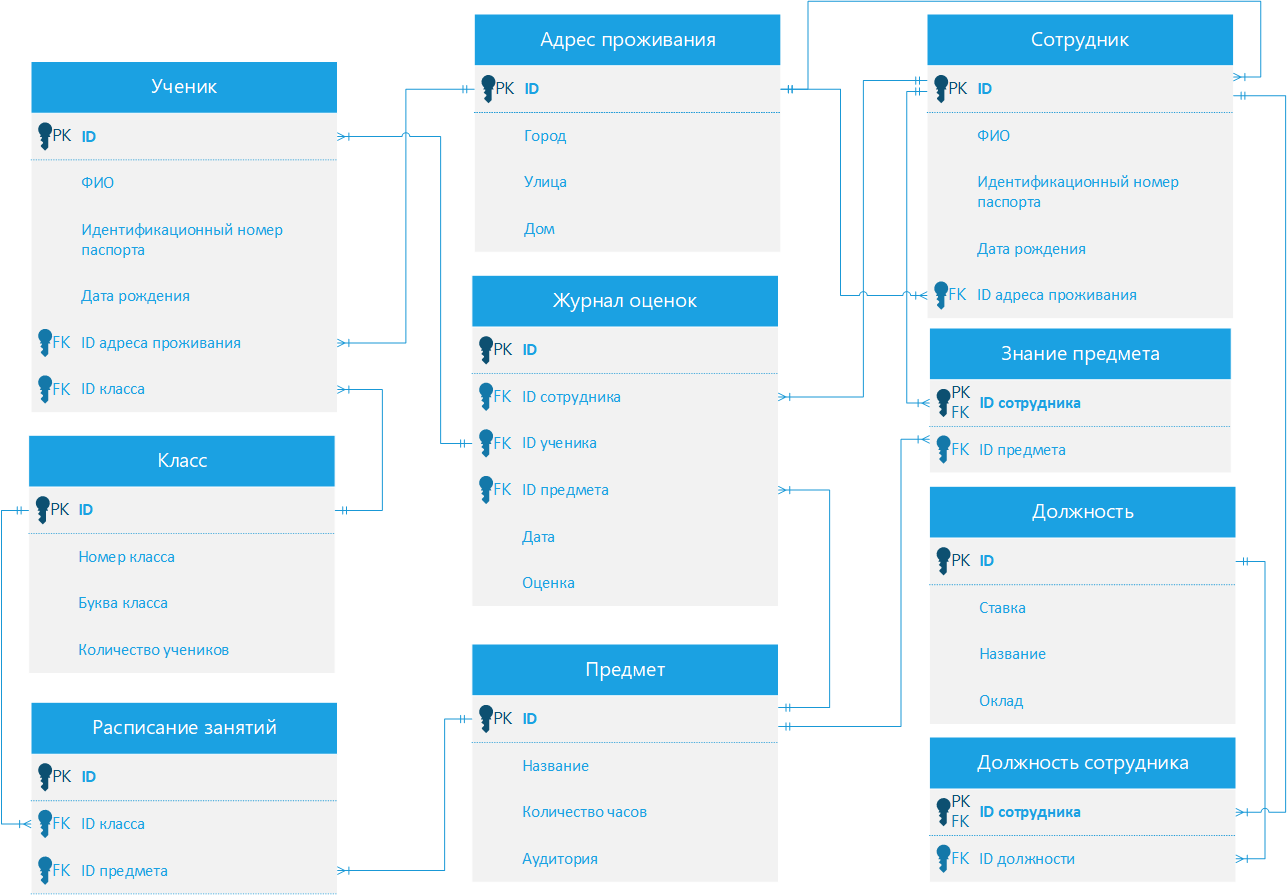 Ученик
PK ID
ФИО
Идентификационный номер
паспорта
Дата рождения
FK ID адреса проживания
FK ID класса
Класс
PK ID
Номер класса
Буква класса
Количество учеников
Расписание занятий
PK ID
FK ID класса
FK ID предмета
Адрес проживания
PK ID
Город
Улица
Дом
Журнал оценок
PK ID
FK ID сотрудника
FK ID ученика
FK ID предмета
Дата
Оценка
Предмет
PK ID
Название
Количество часов
Аудитория
Сотрудник
PK ID
ФИО
Идентификационный номер
паспорта
Дата рождения
FK ID адреса проживания
Знание предмета
PK
FK ID сотрудника
FK ID предмета
Должность
PK ID
Ставка
Название
Оклад
Должность сотрудника
PK
FK ID сотрудника
FK ID должности